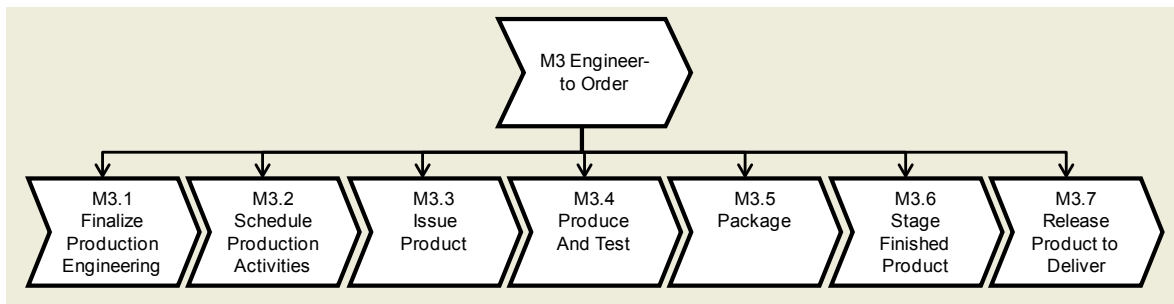 M3 Engineer-
to Order
M3.1
Finalize
Production
Engineering
M3.2
Schedule
Production
Activities
M3.3
Issue
Product
M3.4
Produce
And Test
M3.5
Package
M3.6
Stage
Finished
Product
M3.7
Release
Product to
Deliver